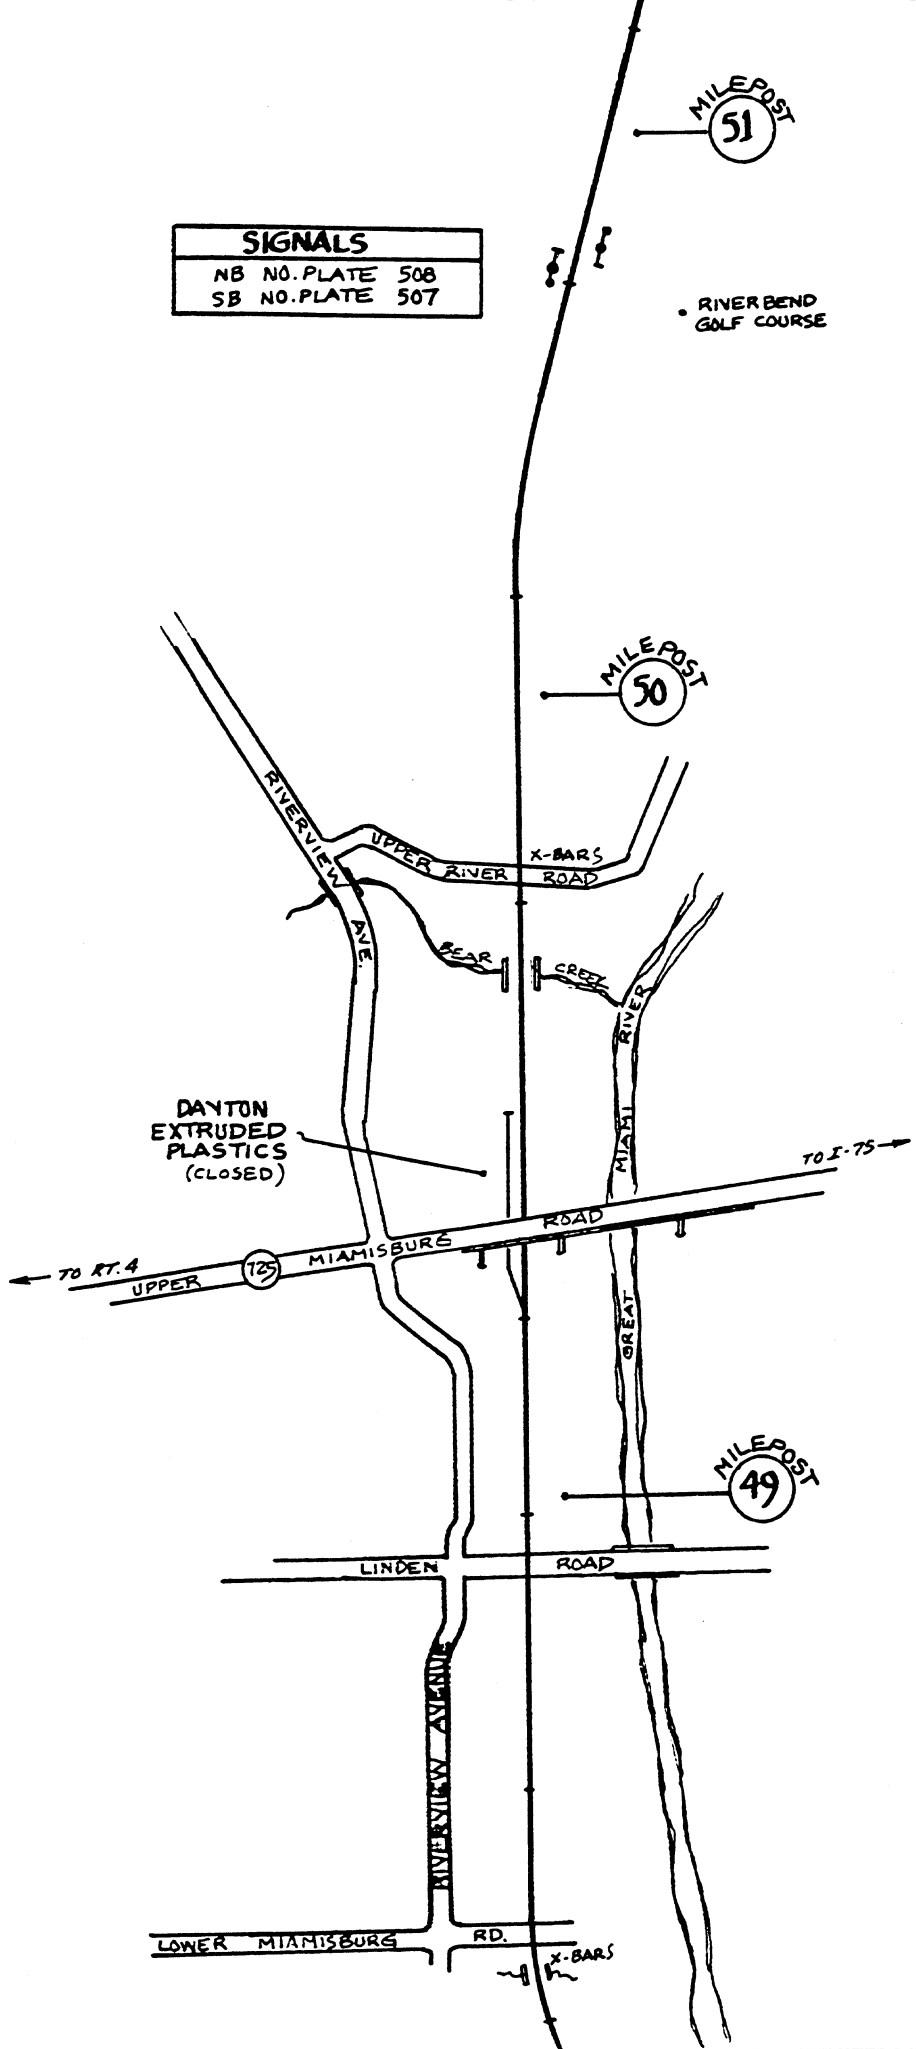 MILEPOST
51
SIGNALS
NB NO. PLATE 508
SB NO. PLATE 507
RIVERBEND
GOLF COURSE
MILEPOST
50
RIVERVIEW AVE.
UPPER RIVER ROAD
X-BARS
BEAR CREEK
GREAT MIAMI RIVER
DAYTON
EXTRUDED
PLASTICS
(CLOSED)
TO I-75
TO RT. 4
UPPER 725 MIAMISBURG ROAD
MILEPOST
49
LINDEN ROAD
RIVERVIEW AVENUE
LOWER MIAMISBURG RD.
X-BARS